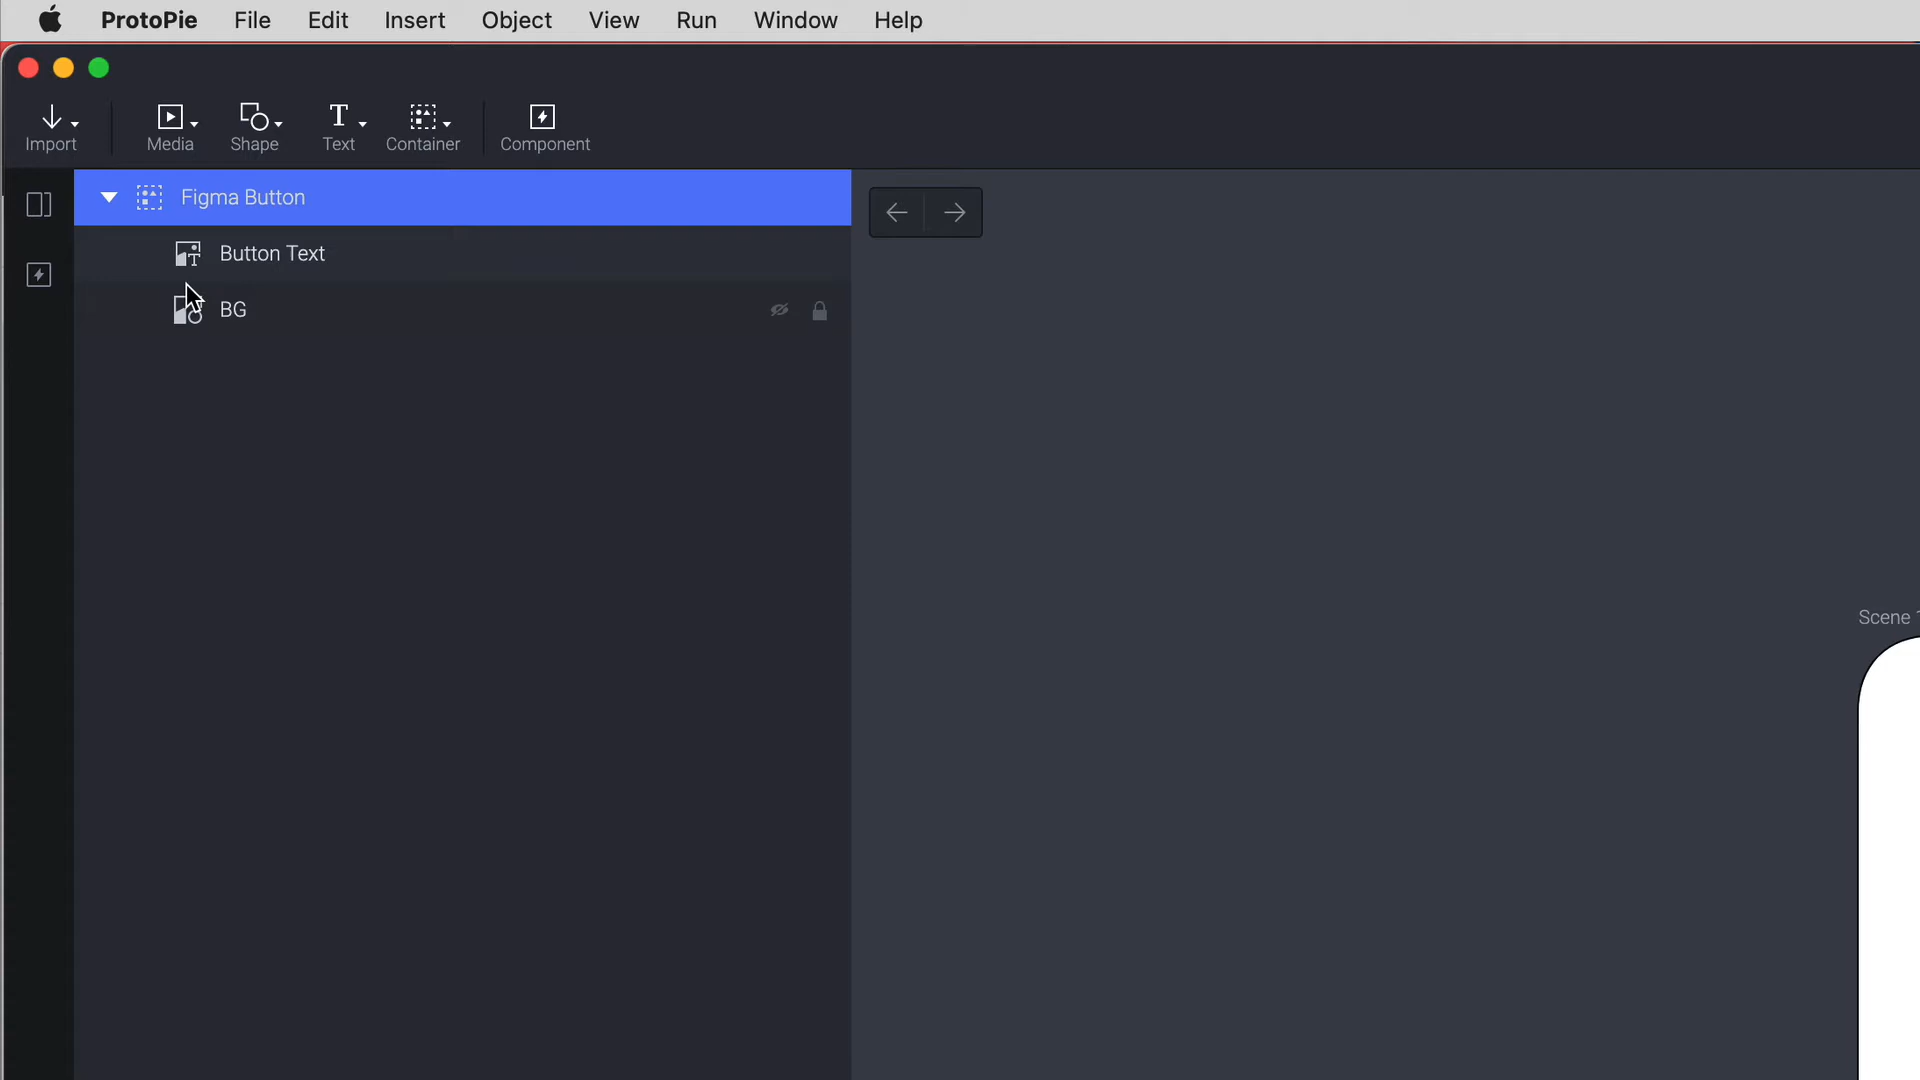 ProtoPie File Edit Insert Object View Run Window Help
Import Media Shape Text Container Component
Figma Button
Button Text
BG
Scene 1